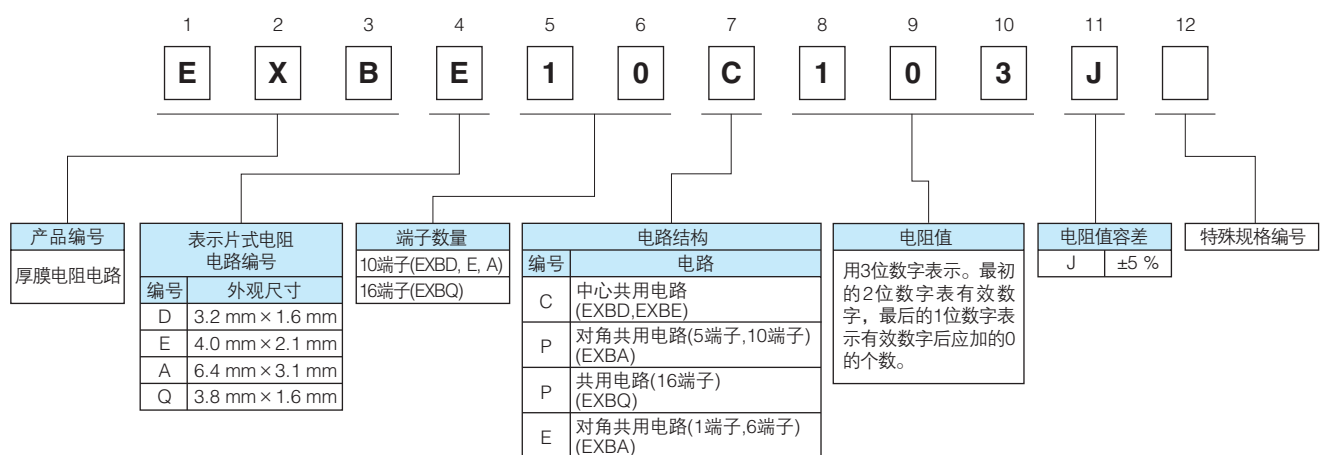 1 2 3 4 5 6 7 8 9 10 11 12
E X B E 1 0 C 1 0 3 J
产品编号
厚膜电阻电路
表示片式电阻
电路编号
编号 外观尺寸
D 3.2 mm×1.6 mm
E 4.0 mm×2.1 mm
A 6.4 mm×3.1 mm
Q 3.8 mm×1.6 mm
端子数量
10端子(EXBD, E, A)
16端子(EXBQ)
电路结构
编号 电路
C 中心共用电路
(EXBD,EXBE)
P 对角共用电路(5端子,10端子)
(EXBA)
P 共用电路(16端子)
(EXBQ)
E 对角共用电路(1端子,6端子)
(EXBA)
电阻值
用3位数字表示。最初
的2位数字表有效数
字，最后的1位数字表
示有效数字后应加的0
的个数。
电阻值容差
J ±5 %
特殊规格编号